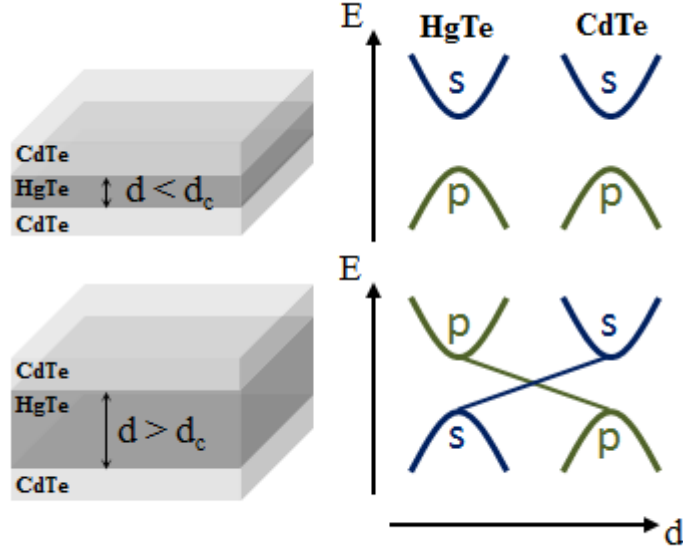 E HgTe CdTe
s s
CdTe
HgTe d < dc
CdTe
p p
E
p s
CdTe
HgTe
d > dc
CdTe
s p
d